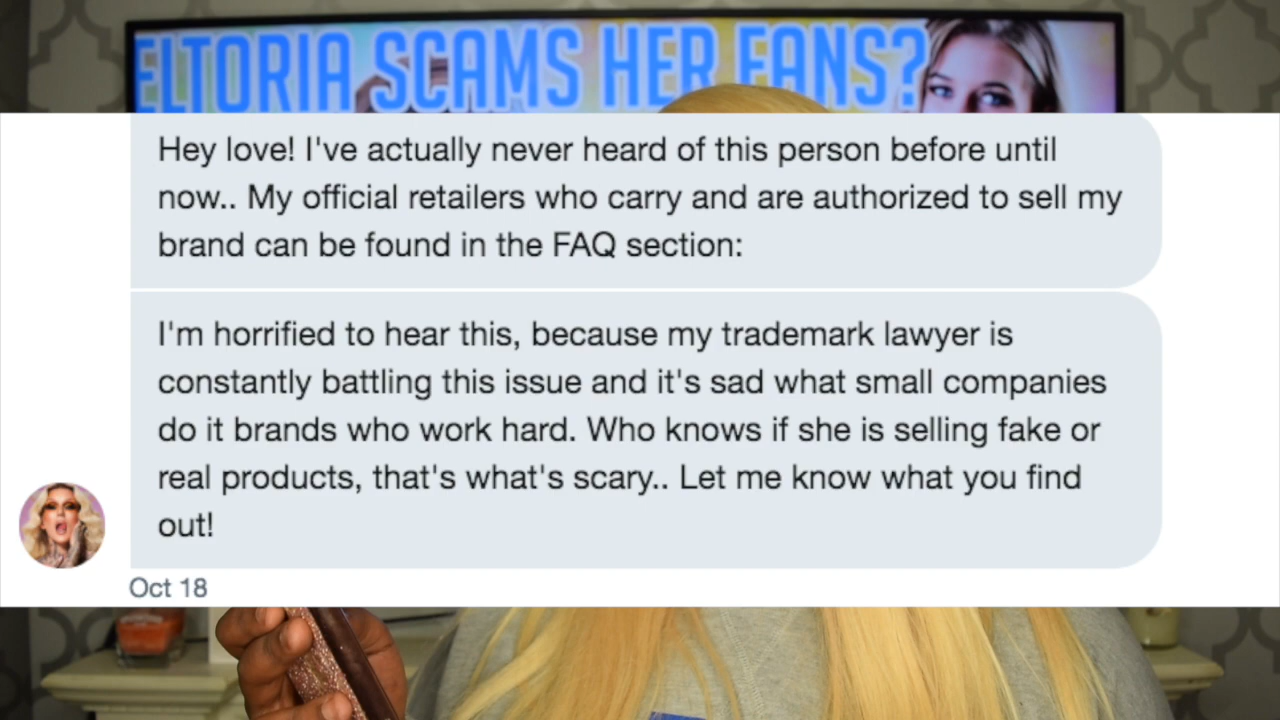 ELTORIA SCAMS HER FANS?
Hey love! I've actually never heard of this person before until
now.. My official retailers who carry and are authorized to sell my
brand can be found in the FAQ section:
I'm horrified to hear this, because my trademark lawyer is
constantly battling this issue and it's sad what small companies
do it brands who work hard. Who knows if she is selling fake or
real products, that's what's scary.. Let me know what you find
out!
Oct 18